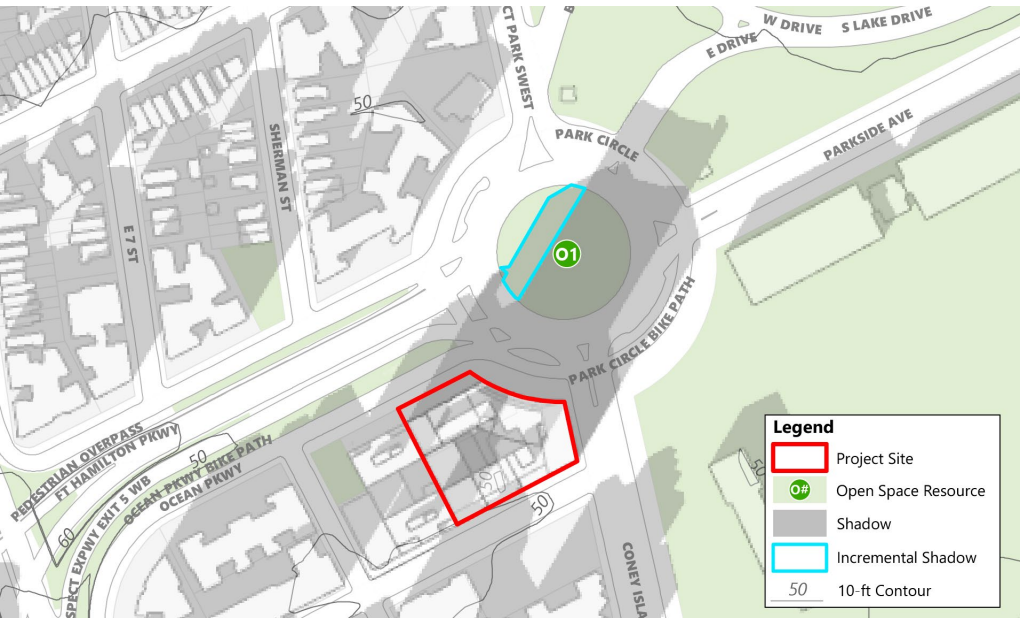 W DRIVE
S LAKE DRIVE
E DRIVE
CT PARK SWEST
50
PARK CIRCLE
PARKSIDE AVE
SHERMAN ST
E 7 ST
O1
PARK CIRCLE BIKE PATH
PEDESTRIAN OVERPASS
FT HAMILTON PKWY
50
OCEAN PKWY BIKE PATH
OCEAN PKWY
SPECT EXPWY EXIT 5 WB
60
50
CONEY ISLA
50
Legend
Project Site
O# Open Space Resource
Shadow
Incremental Shadow
50 10-ft Contour